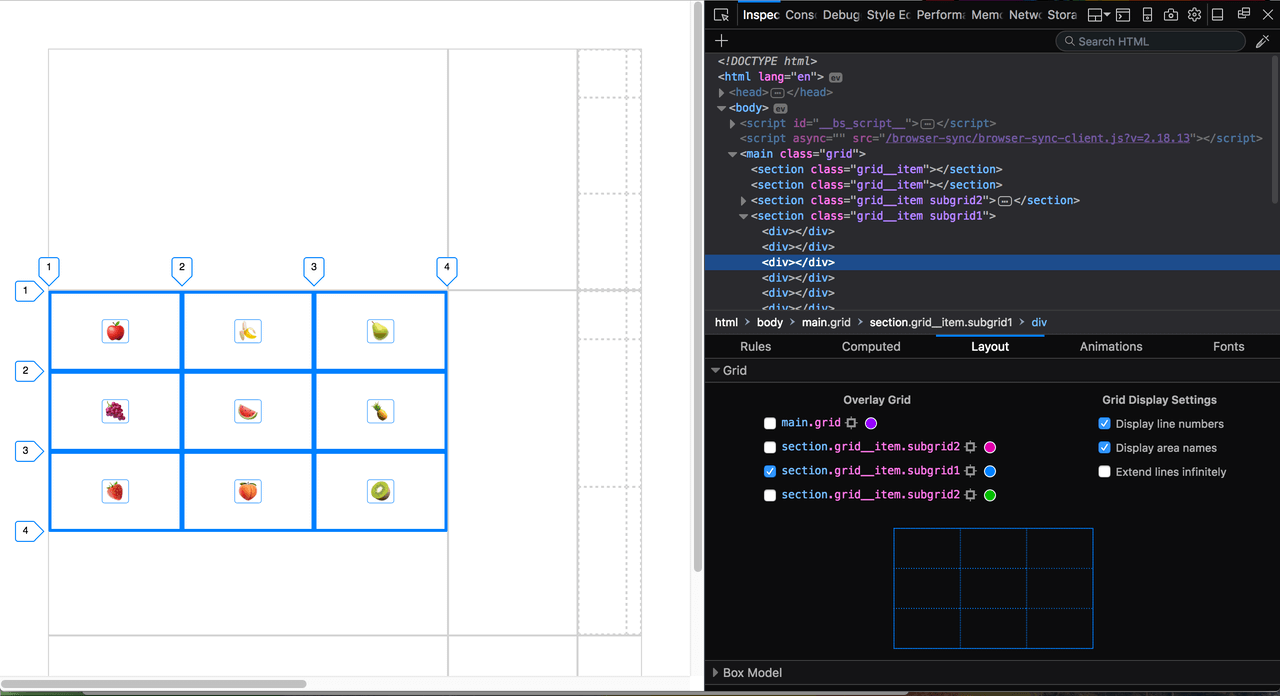 Inspec Conso Debug Style Ec Performa Memo Netwo Stora
Search HTML
<!DOCTYPE html>
<html lang="en"> ev
<head></head>
<body> ev
<script id="__bs_script__"></script>
<script async="" src="/browser-sync/browser-sync-client.js?v=2.18.13"></script>
<main class="grid">
<section class="grid__item"></section>
<section class="grid__item"></section>
<section class="grid__item subgrid2"></section>
<section class="grid__item subgrid1">
<div></div>
<div></div>
<div></div>
<div></div>
<div></div>
<div></div>
html > body > main.grid > section.grid__item.subgrid1 > div
Rules Computed Layout Animations Fonts
Grid
Overlay Grid
main.grid
section.grid__item.subgrid2
section.grid__item.subgrid1
section.grid__item.subgrid2
Grid Display Settings
Display line numbers
Display area names
Extend lines infinitely
Box Model
1 2 3 4
1
2
3
4